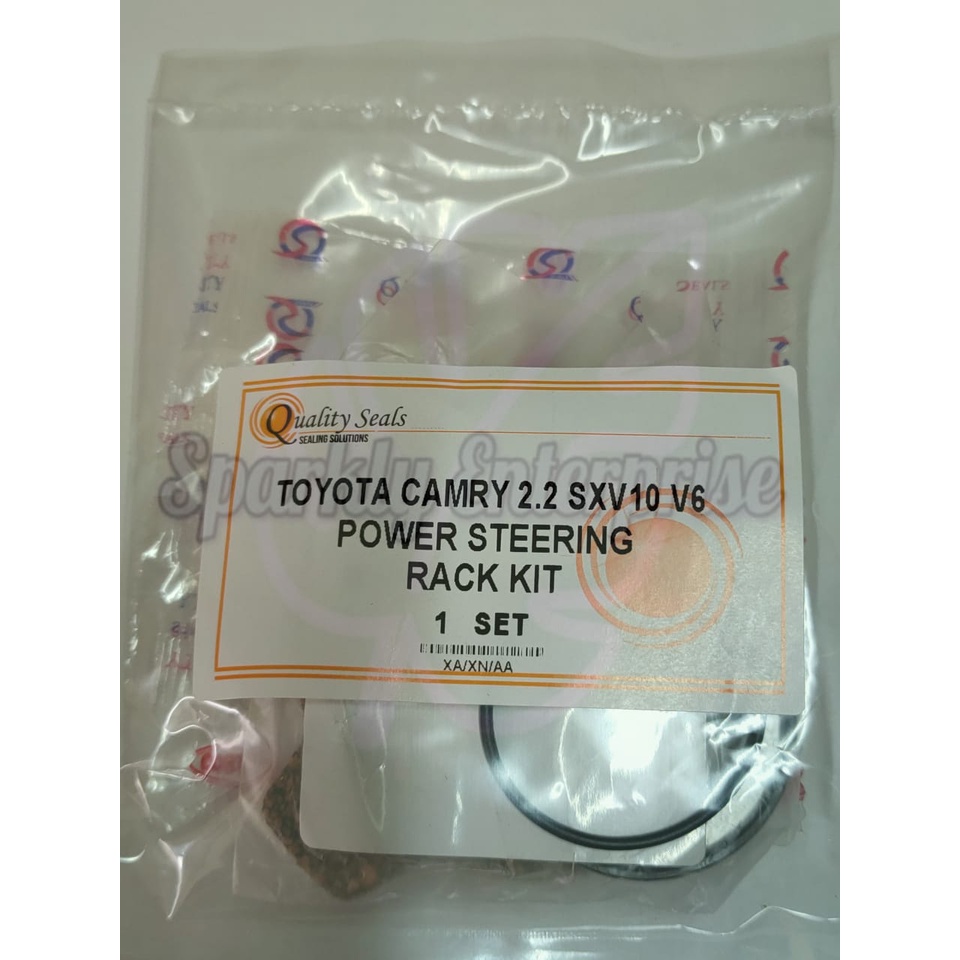 Quality Seals
SEALING SOLUTIONS
Sparkly Enterprise
TOYOTA CAMRY 2.2 SXV10 V6
POWER STEERING
RACK KIT
1 SET
XA/XN/AA